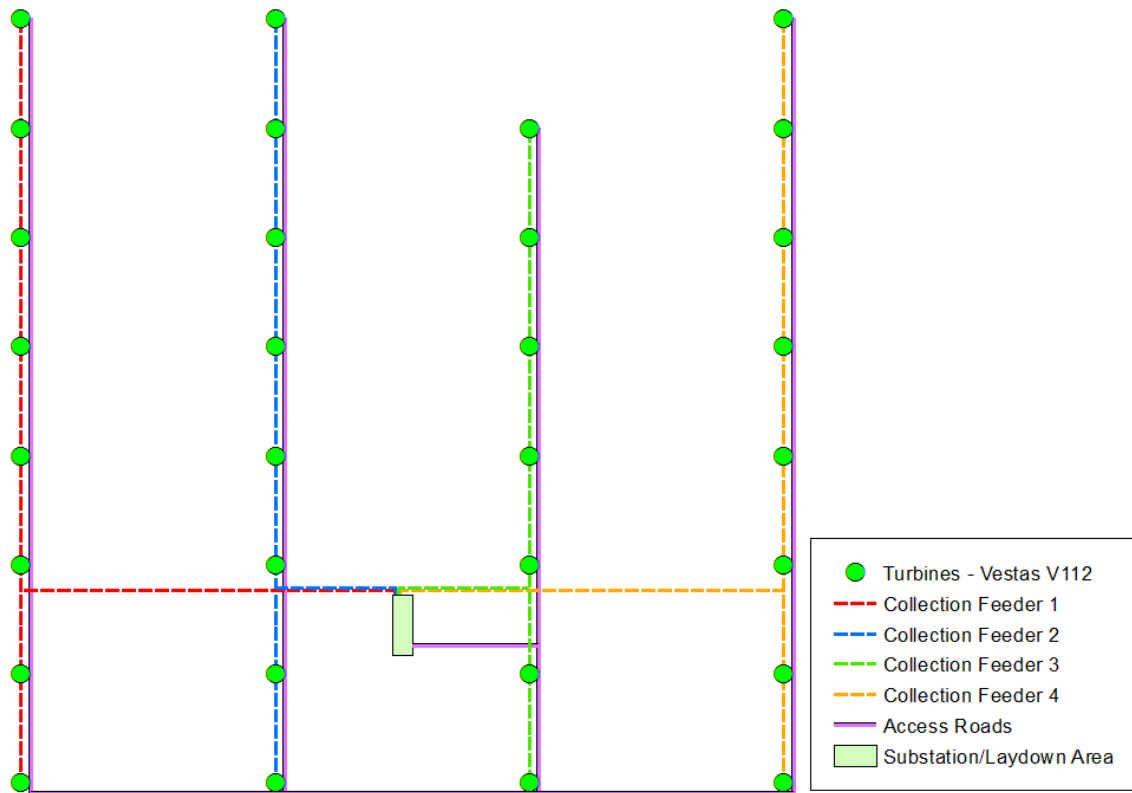 Turbines - Vestas V112
Collection Feeder 1
Collection Feeder 2
Collection Feeder 3
Collection Feeder 4
Access Roads
Substation/Laydown Area